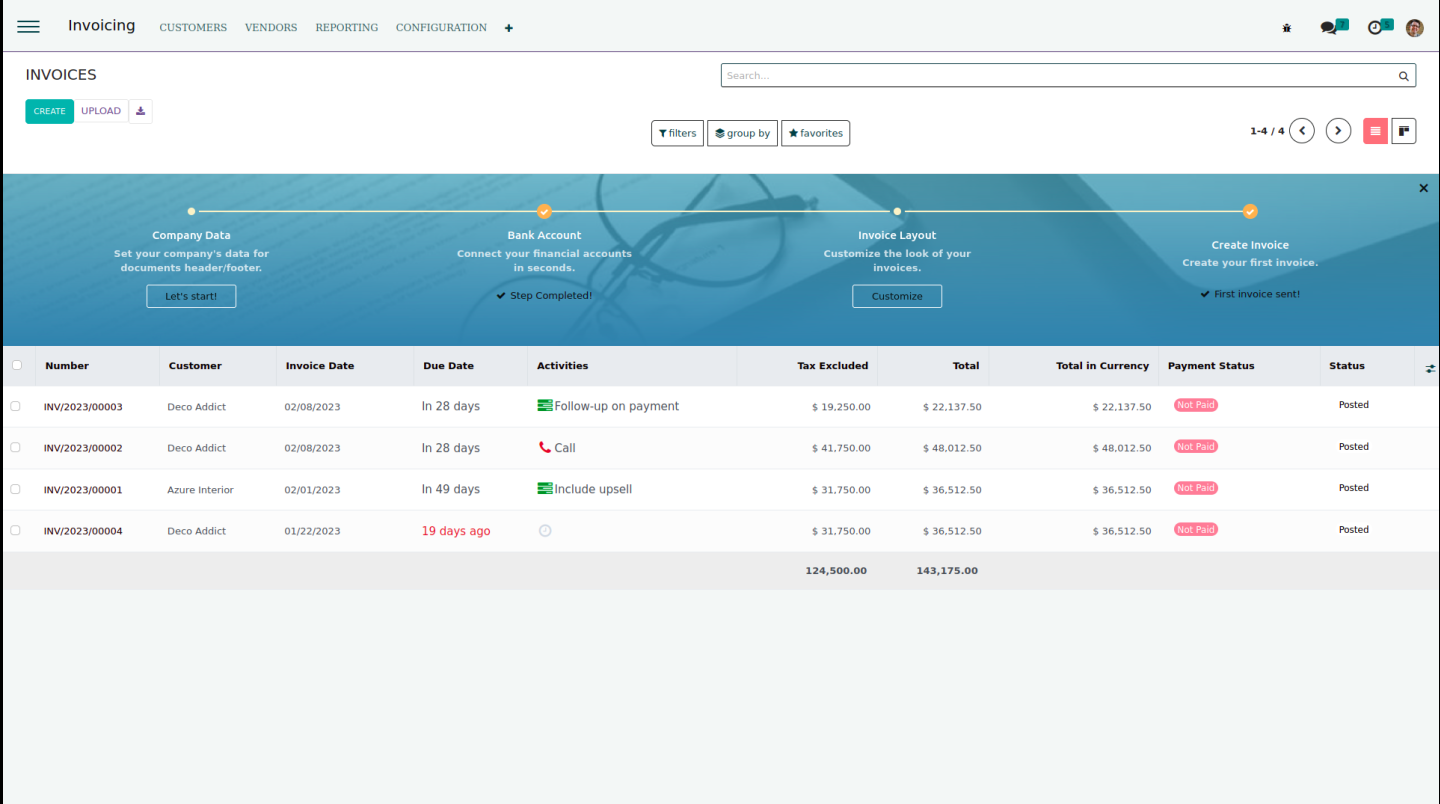 Invoicing CUSTOMERS VENDORS REPORTING CONFIGURATION + 7 5
INVOICES Search...
CREATE UPLOAD
filters group by favorites 1-4 / 4
Company Data Bank Account Invoice Layout Create Invoice
Set your company's data for documents header/footer.
Connect your financial accounts in seconds.
Customize the look of your invoices.
Create your first invoice.
Let's start! Step Completed! Customize First invoice sent!
Number Customer Invoice Date Due Date Activities Tax Excluded Total Total in Currency Payment Status Status
INV/2023/00003 Deco Addict 02/08/2023 In 28 days Follow-up on payment $ 19,250.00 $ 22,137.50 $ 22,137.50 Not Paid Posted
INV/2023/00002 Deco Addict 02/08/2023 In 28 days Call $ 41,750.00 $ 48,012.50 $ 48,012.50 Not Paid Posted
INV/2023/00001 Azure Interior 02/01/2023 In 49 days Include upsell $ 31,750.00 $ 36,512.50 $ 36,512.50 Not Paid Posted
INV/2023/00004 Deco Addict 01/22/2023 19 days ago $ 31,750.00 $ 36,512.50 $ 36,512.50 Not Paid Posted
124,500.00 143,175.00